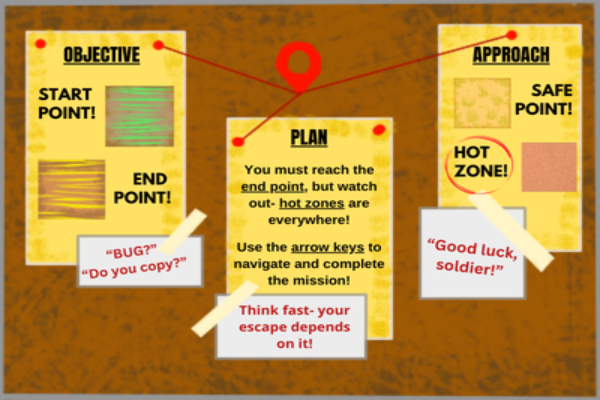 OBJECTIVE
START
POINT!
END
POINT!
"BUG?"
"Do you copy?"
PLAN
You must reach the
end point, but watch
out- hot zones are
everywhere!
Use the arrow keys to
navigate and complete
the mission!
Think fast- your
escape depends
on it!
APPROACH
SAFE
POINT!
HOT
ZONE!
"Good luck,
soldier!"